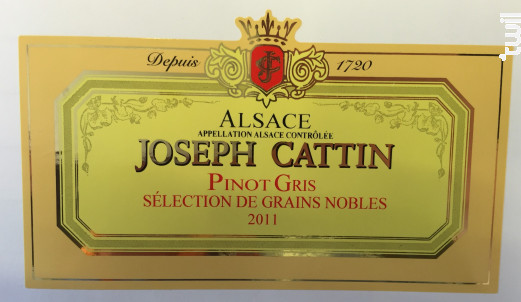 Depuis 1720
ALSACE
APPELLATION ALSACE CONTRÔLÉE
JOSEPH CATTIN
PINOT GRIS
SÉLECTION DE GRAINS NOBLES
2011